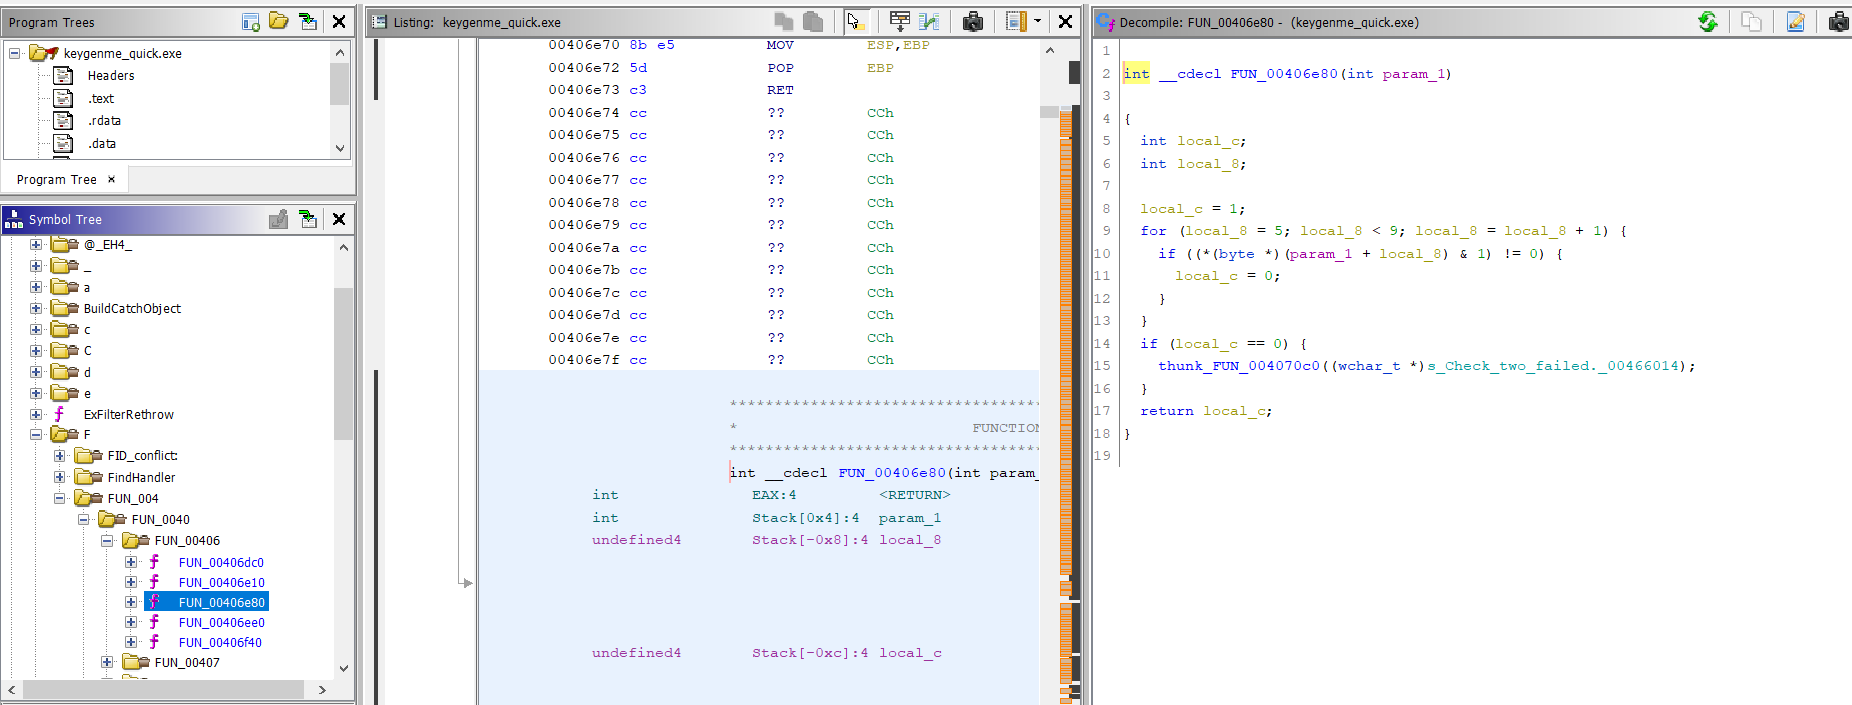 Program Trees
keygenme_quick.exe
Headers
.text
.rdata
.data
Program Tree ×
Symbol Tree
@_EH4_
_
a
BuildCatchObject
c
C
d
e
ExFilterRethrow
F
FID_conflict:
FindHandler
FUN_004
FUN_0040
FUN_00406
FUN_00406dc0
FUN_00406e10
FUN_00406e80
FUN_00406ee0
FUN_00406f40
FUN_00407
Listing: keygenme_quick.exe
00406e70 8b e5 MOV ESP,EBP
00406e72 5d POP EBP
00406e73 c3 RET
00406e74 cc ?? CCh
00406e75 cc ?? CCh
00406e76 cc ?? CCh
00406e77 cc ?? CCh
00406e78 cc ?? CCh
00406e79 cc ?? CCh
00406e7a cc ?? CCh
00406e7b cc ?? CCh
00406e7c cc ?? CCh
00406e7d cc ?? CCh
00406e7e cc ?? CCh
00406e7f cc ?? CCh
***********************************
* FUNCTION
***********************************
int __cdecl FUN_00406e80(int param_
int EAX:4 <RETURN>
int Stack[0x4]:4 param_1
undefined4 Stack[-0x8]:4 local_8
undefined4 Stack[-0xc]:4 local_c
Decompile: FUN_00406e80 - (keygenme_quick.exe)
1
2 int __cdecl FUN_00406e80(int param_1)
3
4 {
5 int local_c;
6 int local_8;
7
8 local_c = 1;
9 for (local_8 = 5; local_8 < 9; local_8 = local_8 + 1) {
10 if ((*(byte *)(param_1 + local_8) & 1) != 0) {
11 local_c = 0;
12 }
13 }
14 if (local_c == 0) {
15 thunk_FUN_004070c0((wchar_t *)s_Check_two_failed._00466014);
16 }
17 return local_c;
18 }
19